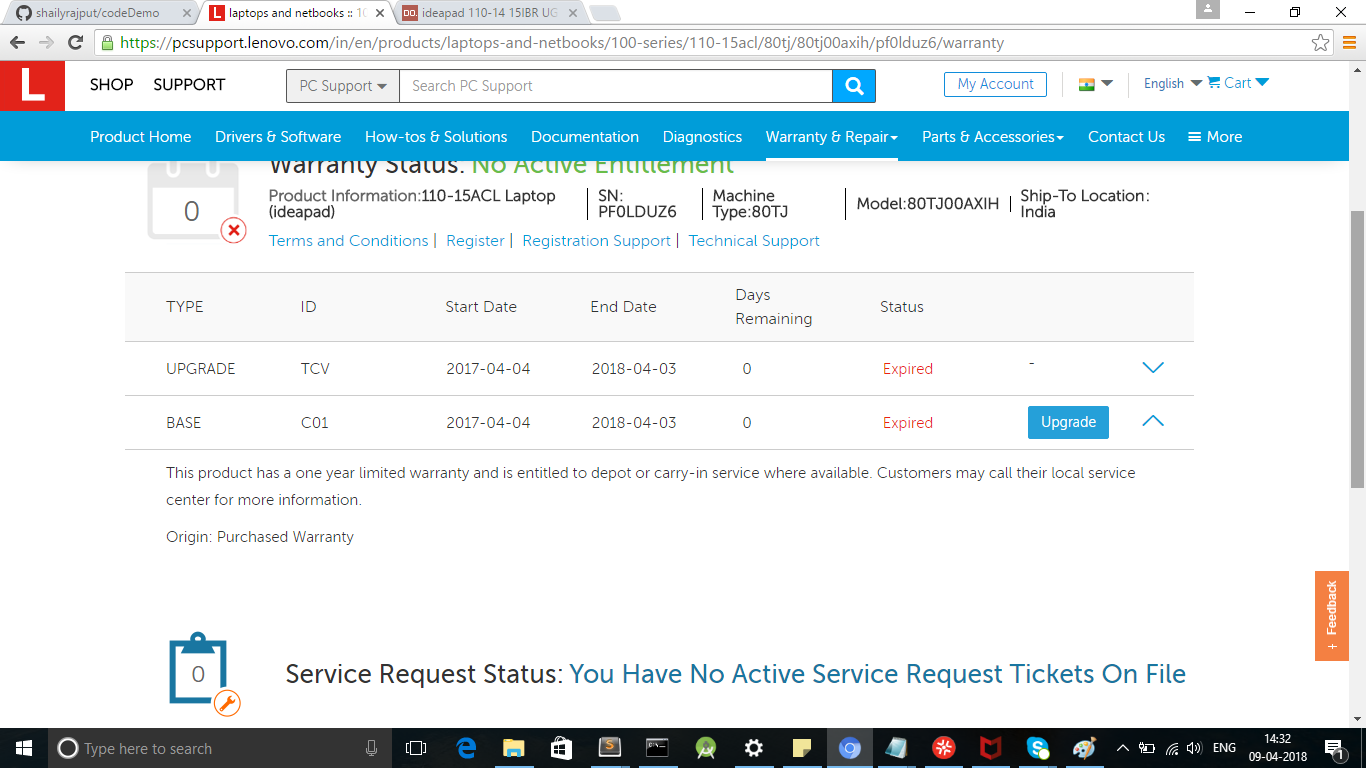 shailyrajput/codeDemo
laptops and netbooks :: 10
ideapad 110-14 15IBR UG
https://pcsupport.lenovo.com/in/en/products/laptops-and-netbooks/100-series/110-15acl/80tj/80tj00axih/pf0lduz6/warranty
L
SHOP
SUPPORT
PC Support
Search PC Support
My Account
English
Cart
Product Home
Drivers & Software
How-tos & Solutions
Documentation
Diagnostics
Warranty & Repair
Parts & Accessories
Contact Us
More
Warranty Status: No Active Entitlement
0
Product Information:110-15ACL Laptop
(ideapad)
SN:
PF0LDUZ6
Machine
Type:80TJ
Model:80TJ00AXIH
Ship-To Location:
India
Terms and Conditions | Register | Registration Support | Technical Support
TYPE ID Start Date End Date Days Remaining Status
UPGRADE TCV 2017-04-04 2018-04-03 0 Expired -
BASE C01 2017-04-04 2018-04-03 0 Expired Upgrade
This product has a one year limited warranty and is entitled to depot or carry-in service where available. Customers may call their local service
center for more information.
Origin: Purchased Warranty
+ Feedback
0
Service Request Status: You Have No Active Service Request Tickets On File
Type here to search
ENG
14:32
09-04-2018
1